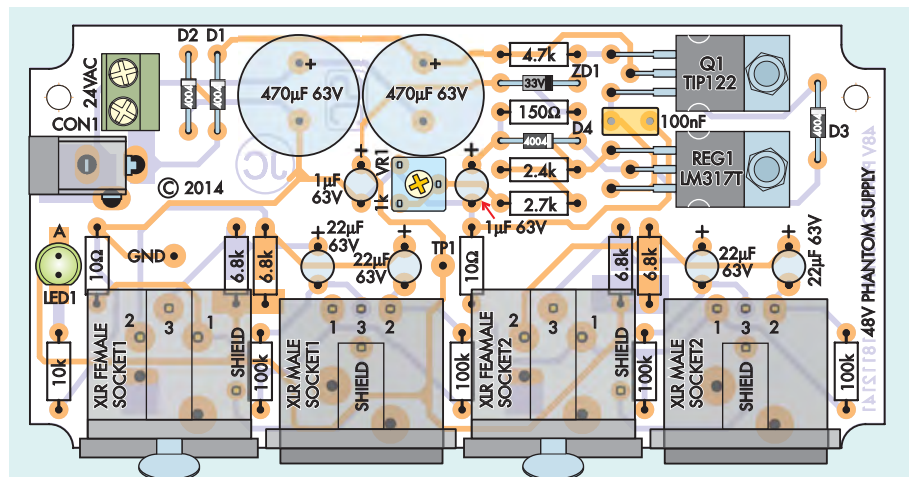 D2 D1
24VAC
CON1
4004
4004
+
470µF 63V
+
470µF 63V
4.7k
33V
ZD1
150Ω
4004
D4
2.4k
2.7k
100nF
Q1
TIP122
REG1
LM317T
4004
D3
JC
© 2014
+
1µF
63V
VR1
1k
+
1µF 63V
A
LED1
10Ω
GND
6.8k
6.8k
+
22µF
63V
+
22µF
63V
TP1
10Ω
6.8k
6.8k
+
22µF
63V
+
22µF 63V
48V PHANTOM SUPPLY
18112141
10k
XLR FEMALE
SOCKET1
2 3 1
SHIELD
100k
XLR MALE
SOCKET1
1 3 2
SHIELD
100k
XLR FEMALE
SOCKET2
2 3 1
SHIELD
100k
XLR MALE
SOCKET2
1 3 2
SHIELD
100k